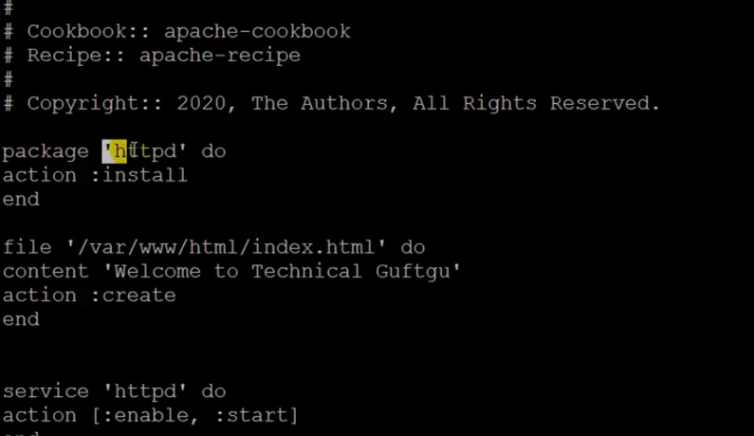 #
# Cookbook:: apache-cookbook
# Recipe:: apache-recipe
#
# Copyright:: 2020, The Authors, All Rights Reserved.
package 'httpd' do
action :install
end
file '/var/www/html/index.html' do
content 'Welcome to Technical Guftgu'
action :create
end
service 'httpd' do
action [:enable, :start]
end